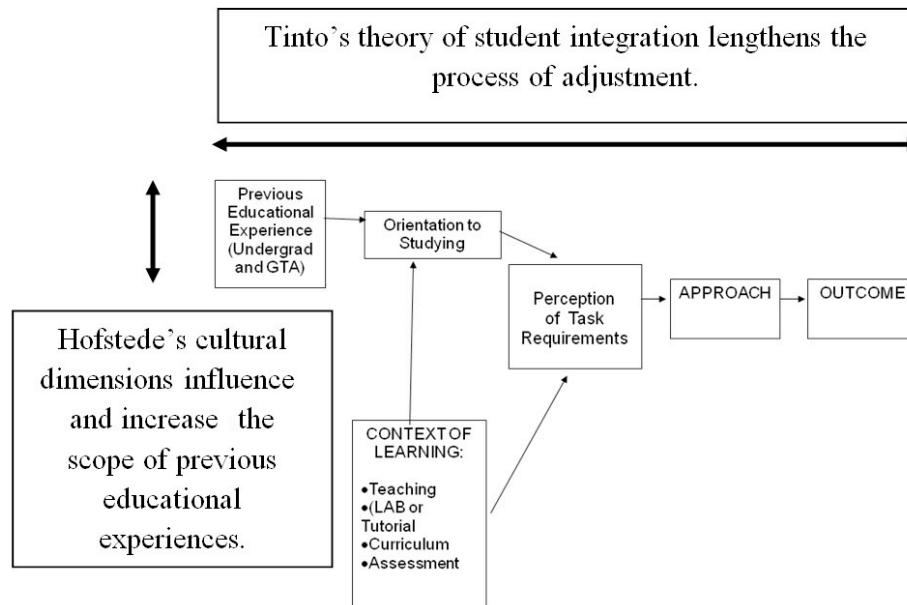 Tinto’s theory of student integration lengthens the
process of adjustment.
Previous
Educational
Experience
(Undergrad
and GTA)
Orientation to
Studying
Perception
of Task
Requirements
APPROACH
OUTCOME
Hofstede’s cultural
dimensions influence
and increase the
scope of previous
educational
experiences.
CONTEXT OF
LEARNING:
•Teaching
•(LAB or
Tutorial
•Curriculum
•Assessment